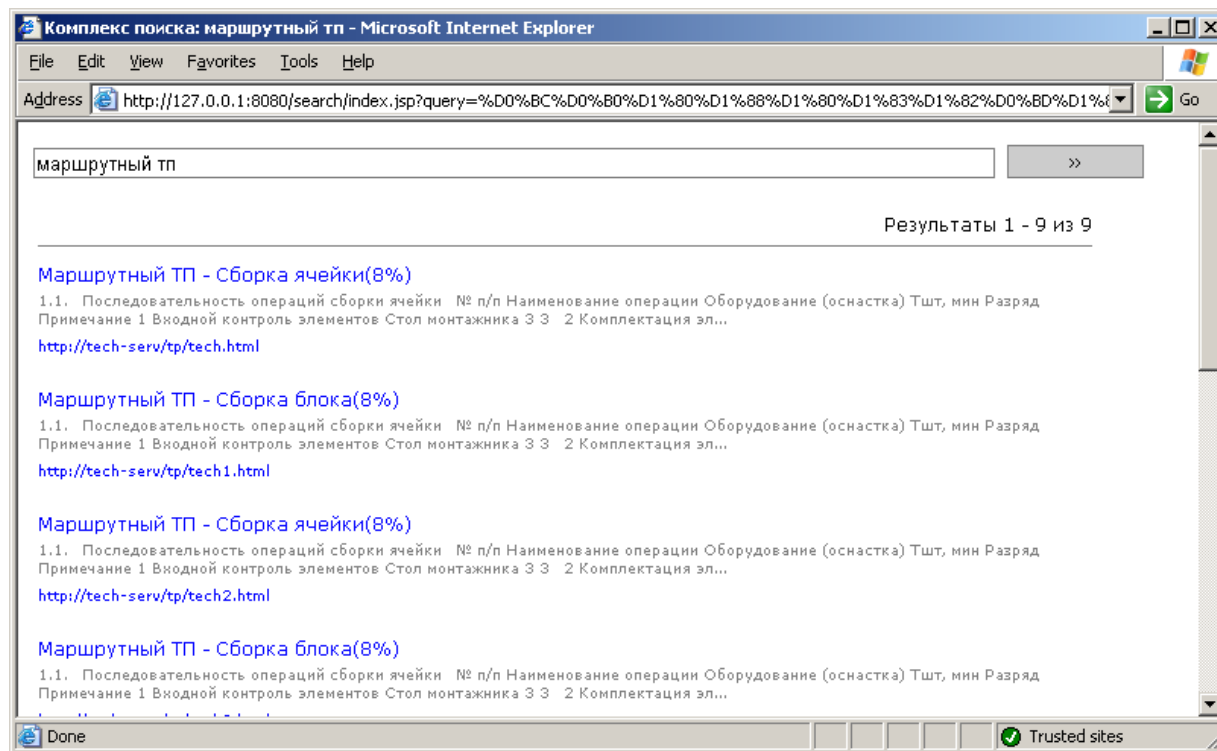 Комплекс поиска: маршрутный тп - Microsoft Internet Explorer
File Edit View Favorites Tools Help
Address http://127.0.0.1:8080/search/index.jsp?query=%D0%BC%D0%B0%D1%80%D1%88%D1%80%D1%83%D1%82%D0%BD%D1% Go
маршрутный тп »
Результаты 1 - 9 из 9
Маршрутный ТП - Сборка ячейки(8%)
1.1. Последовательность операций сборки ячейки № п/п Наименование операции Оборудование (оснастка) Тшт, мин Разряд
Примечание 1 Входной контроль элементов Стол монтажника 3 3 2 Комплектация эл...
http://tech-serv/tp/tech.html
Маршрутный ТП - Сборка блока(8%)
1.1. Последовательность операций сборки ячейки № п/п Наименование операции Оборудование (оснастка) Тшт, мин Разряд
Примечание 1 Входной контроль элементов Стол монтажника 3 3 2 Комплектация эл...
http://tech-serv/tp/tech1.html
Маршрутный ТП - Сборка ячейки(8%)
1.1. Последовательность операций сборки ячейки № п/п Наименование операции Оборудование (оснастка) Тшт, мин Разряд
Примечание 1 Входной контроль элементов Стол монтажника 3 3 2 Комплектация эл...
http://tech-serv/tp/tech2.html
Маршрутный ТП - Сборка блока(8%)
1.1. Последовательность операций сборки ячейки № п/п Наименование операции Оборудование (оснастка) Тшт, мин Разряд
Примечание 1 Входной контроль элементов Стол монтажника 3 3 2 Комплектация эл...
Done Trusted sites